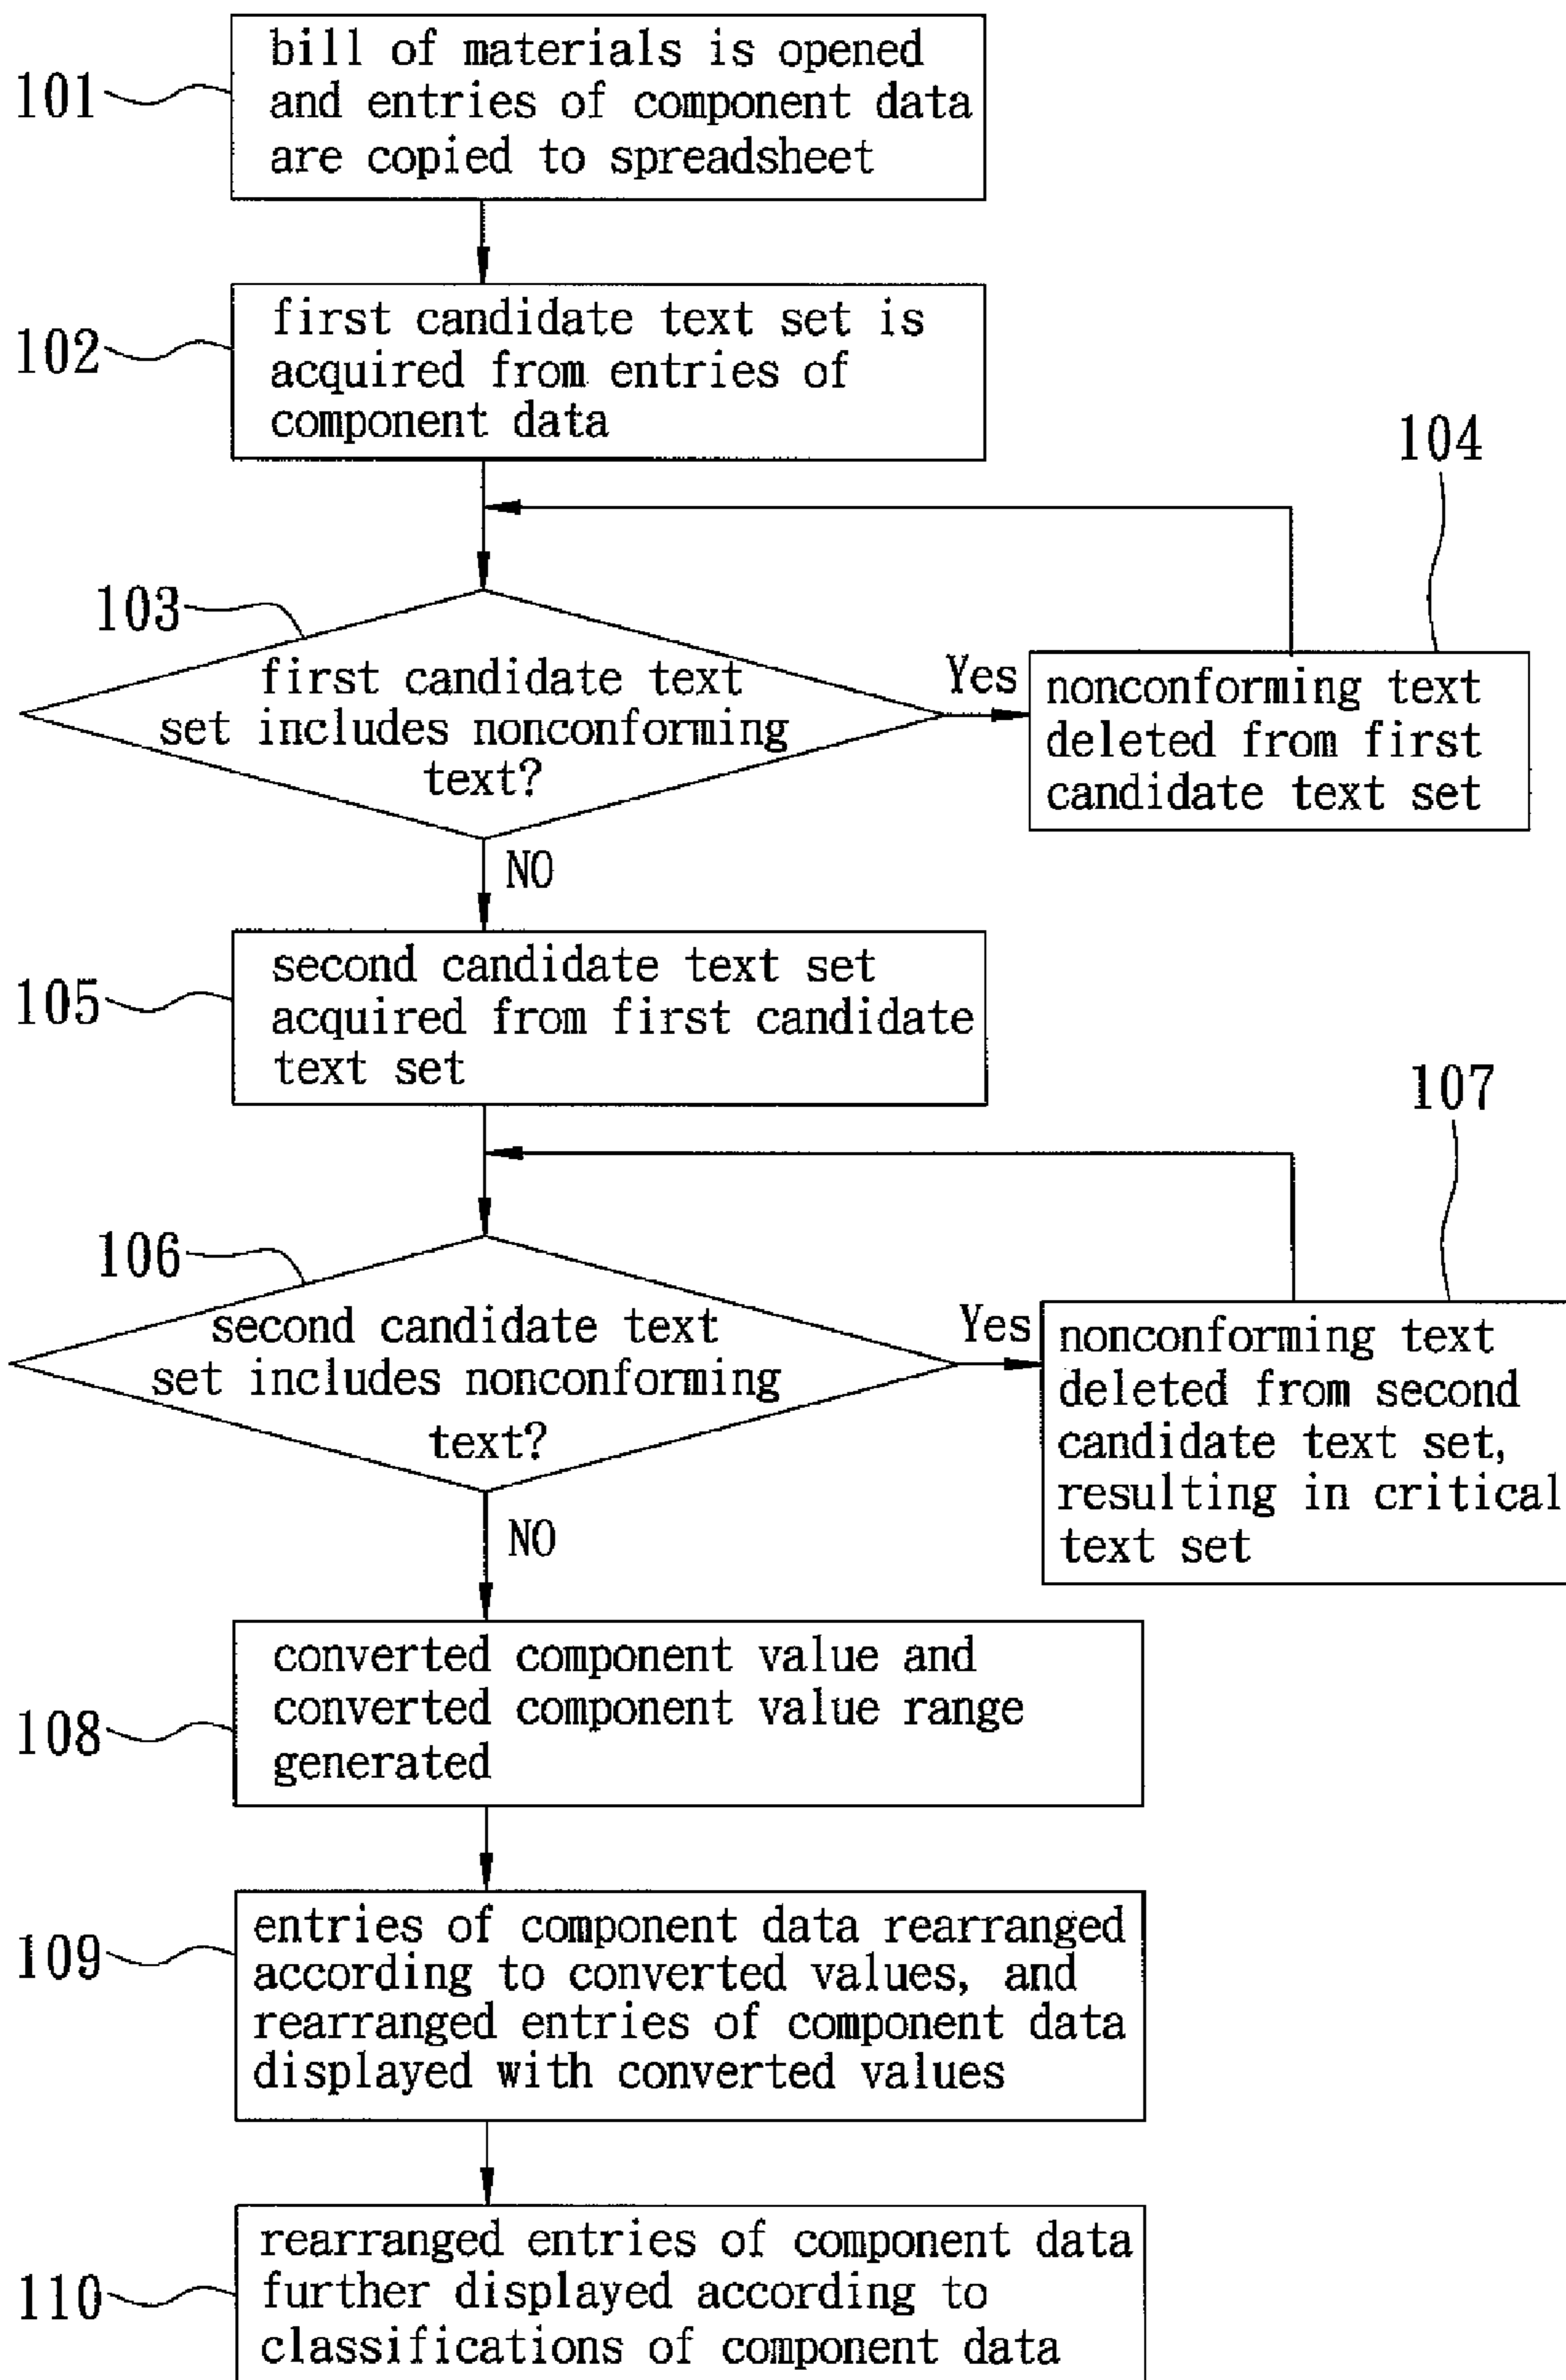 101
bill of materials is opened
and entries of component data
are copied to spreadsheet
102
first candidate text set is
acquired from entries of
component data
104
103
first candidate text
set includes nonconforming
text?
Yes
nonconforming text
deleted from first
candidate text set
NO
105
second candidate text set
acquired from first candidate
text set
107
106
second candidate text
set includes nonconforming
text?
Yes
nonconforming text
deleted from second
candidate text set,
resulting in critical
text set
NO
108
converted component value and
converted component value range
generated
109
entries of component data rearranged
according to converted values, and
rearranged entries of component data
displayed with converted values
110
rearranged entries of component data
further displayed according to
classifications of component data